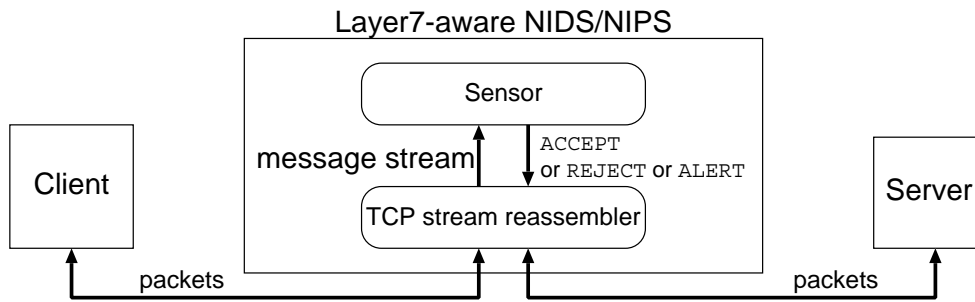 Layer7-aware NIDS/NIPS
Sensor
ACCEPT
or REJECT or ALERT
message stream
Client
TCP stream reassembler
Server
packets
packets